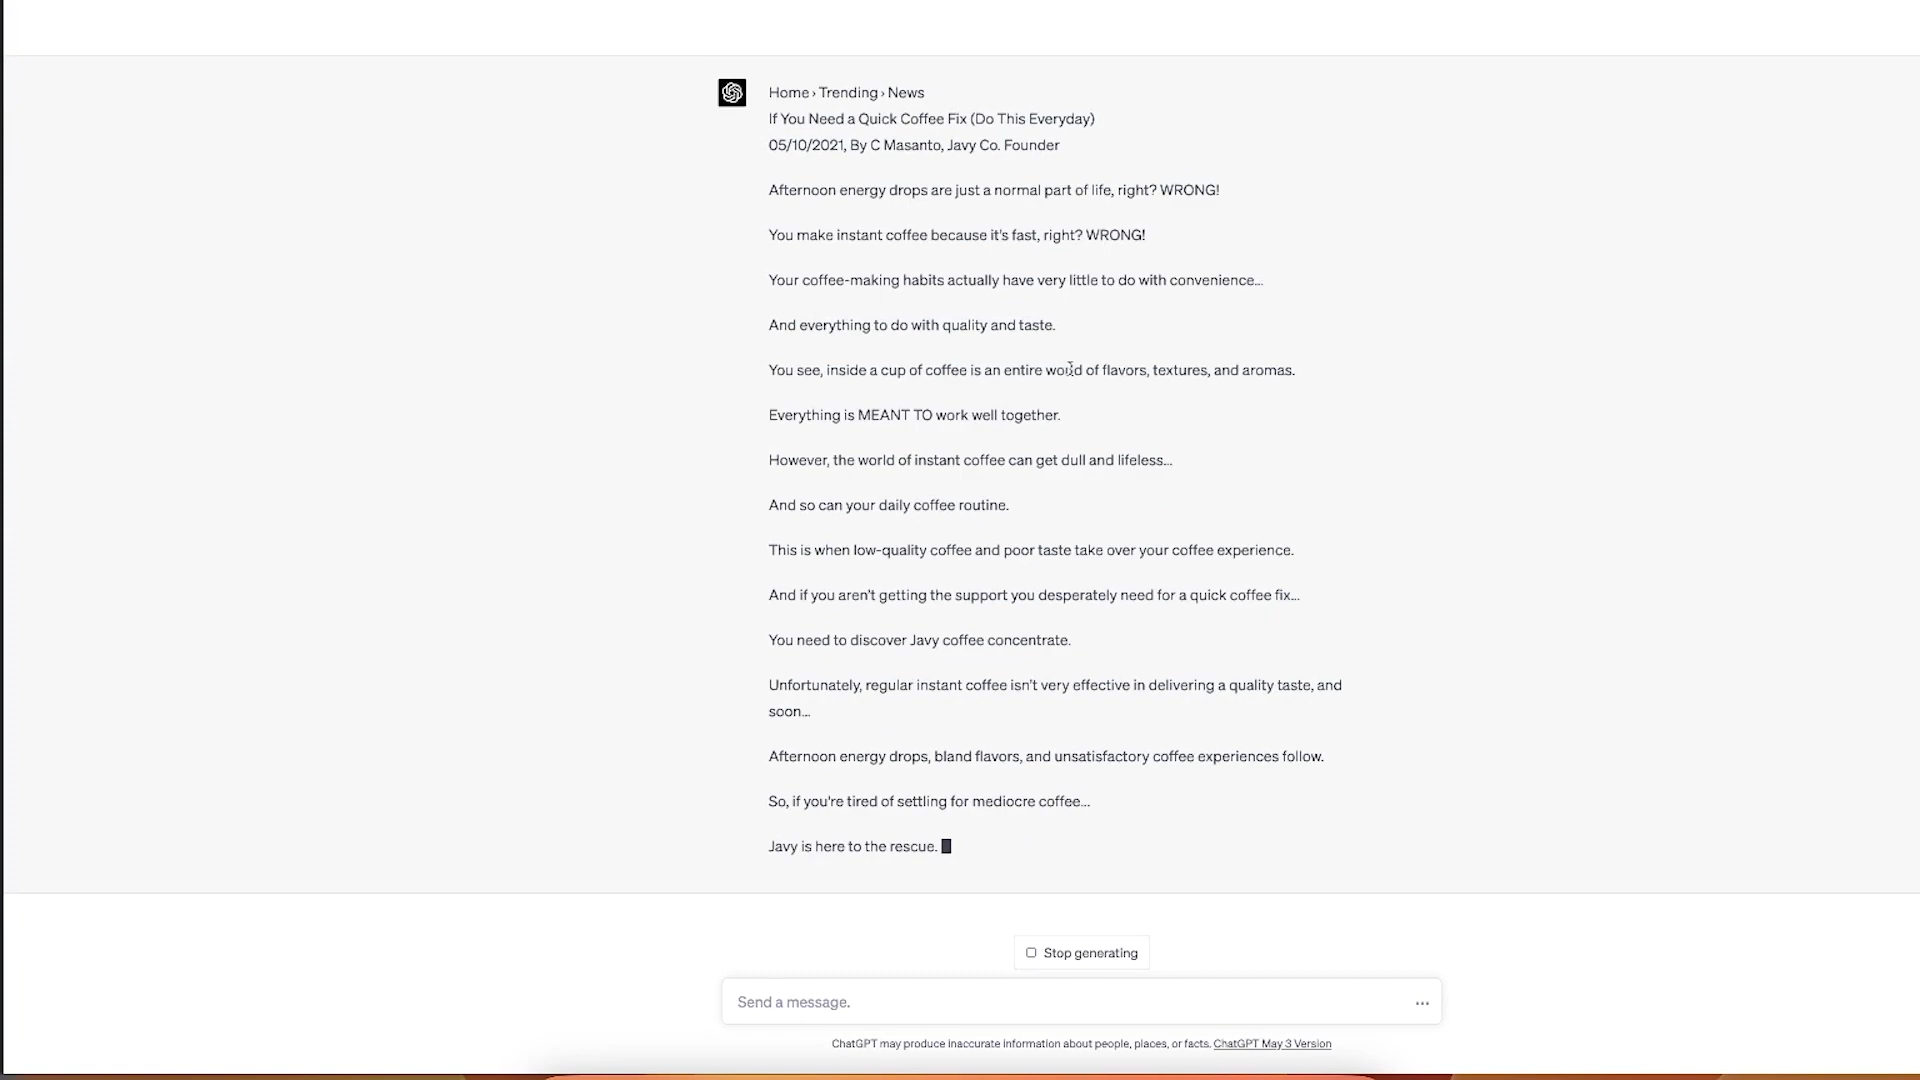 Home › Trending › News
If You Need a Quick Coffee Fix (Do This Everyday)
05/10/2021, By C Masanto, Javy Co. Founder
Afternoon energy drops are just a normal part of life, right? WRONG!
You make instant coffee because it's fast, right? WRONG!
Your coffee-making habits actually have very little to do with convenience...
And everything to do with quality and taste.
You see, inside a cup of coffee is an entire world of flavors, textures, and aromas.
Everything is MEANT TO work well together.
However, the world of instant coffee can get dull and lifeless...
And so can your daily coffee routine.
This is when low-quality coffee and poor taste take over your coffee experience.
And if you aren't getting the support you desperately need for a quick coffee fix...
You need to discover Javy coffee concentrate.
Unfortunately, regular instant coffee isn't very effective in delivering a quality taste, and
soon...
Afternoon energy drops, bland flavors, and unsatisfactory coffee experiences follow.
So, if you're tired of settling for mediocre coffee...
Javy is here to the rescue.
Stop generating
Send a message.
ChatGPT may produce inaccurate information about people, places, or facts. ChatGPT May 3 Version